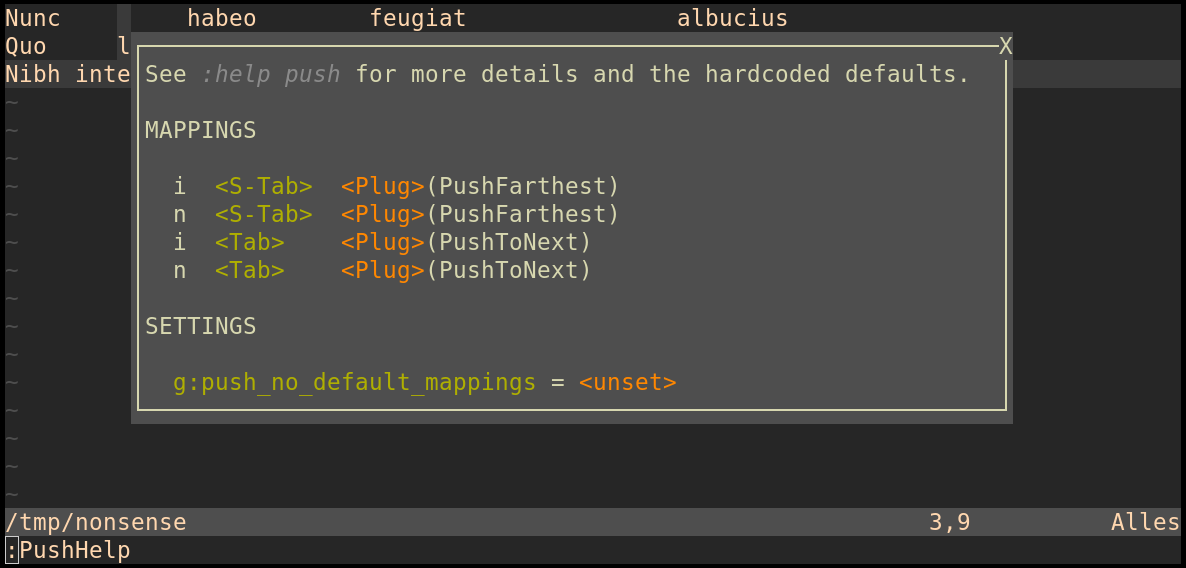 Nunc habeo feugiat albucius
Quo l X
Nibh inte
See :help push for more details and the hardcoded defaults.
~
~ MAPPINGS
~
~ i <S-Tab> <Plug>(PushFarthest)
~ n <S-Tab> <Plug>(PushFarthest)
~ i <Tab> <Plug>(PushToNext)
~ n <Tab> <Plug>(PushToNext)
~
~ SETTINGS
~
~ g:push_no_default_mappings = <unset>
~
~
~
~
/tmp/nonsense 3,9 Alles
:PushHelp